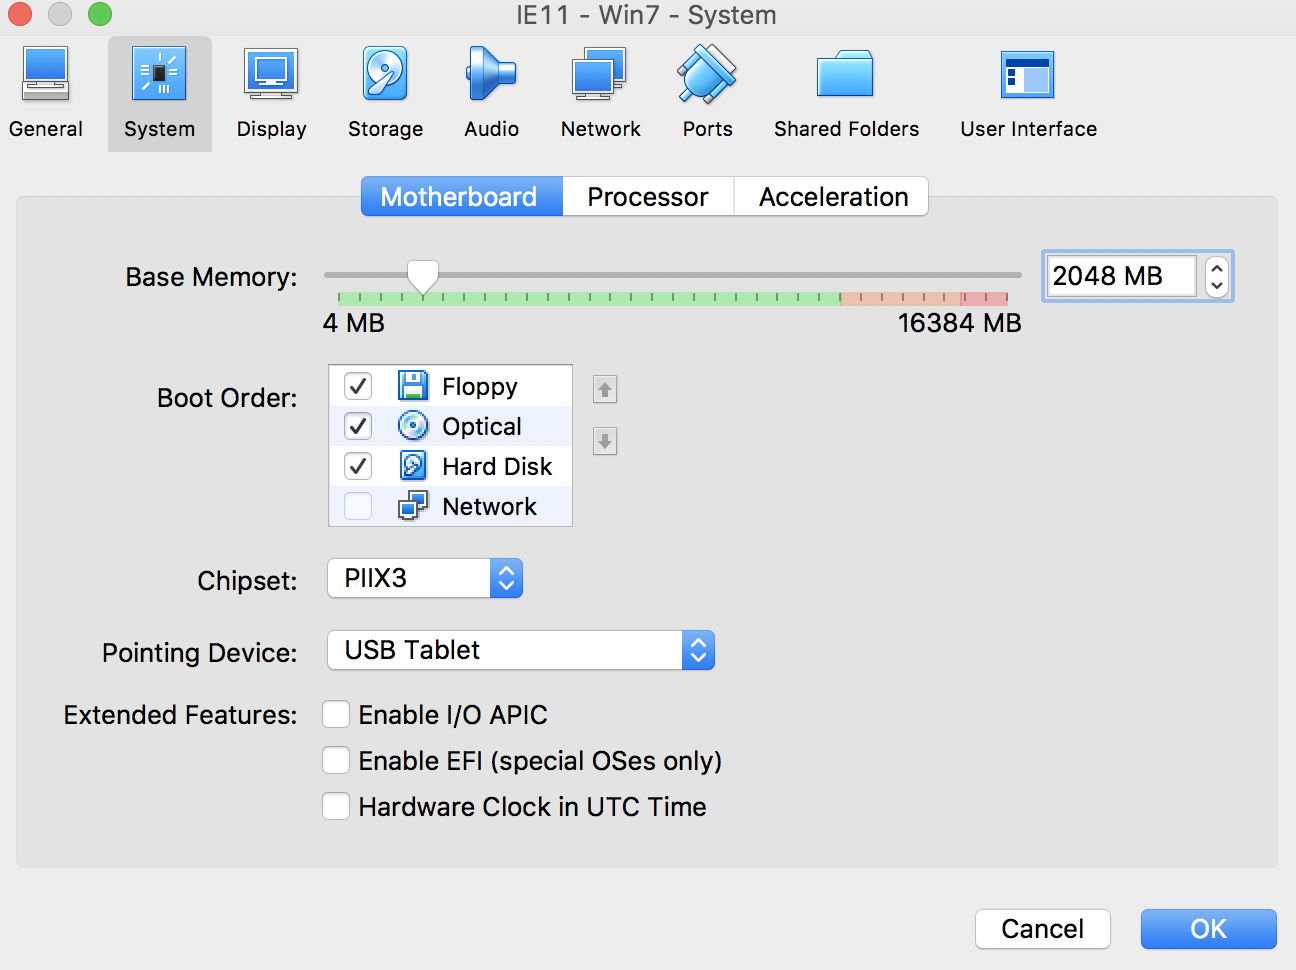 IE11 - Win7 - System
General System Display Storage Audio Network Ports Shared Folders User Interface
Motherboard Processor Acceleration
Base Memory: 2048 MB
4 MB 16384 MB
Boot Order:
Floppy
Optical
Hard Disk
Network
Chipset: PIIX3
Pointing Device: USB Tablet
Extended Features: Enable I/O APIC
Enable EFI (special OSes only)
Hardware Clock in UTC Time
Cancel OK